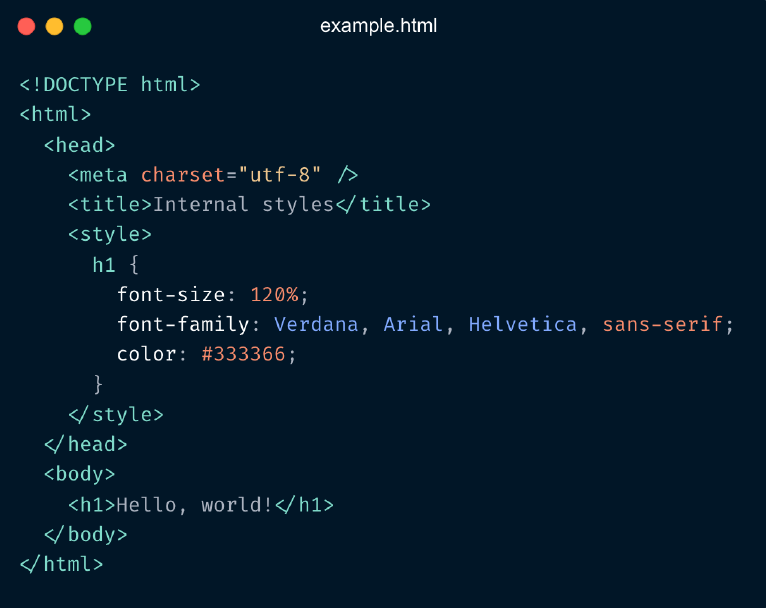 example.html
<!DOCTYPE html>
<html>
  <head>
    <meta charset="utf-8" />
    <title>Internal styles</title>
    <style>
      h1 {
        font-size: 120%;
        font-family: Verdana, Arial, Helvetica, sans-serif;
        color: #333366;
      }
    </style>
  </head>
  <body>
    <h1>Hello, world!</h1>
  </body>
</html>